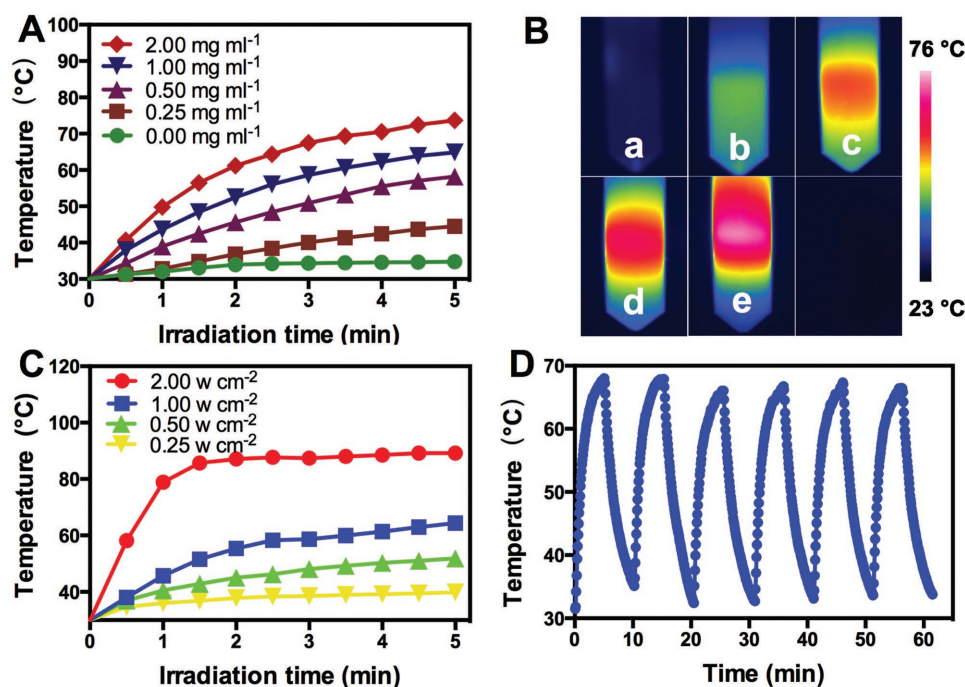 A
100
90
80
70
60
50
40
30
Temperature (°C)
2.00 mg ml-1
1.00 mg ml-1
0.50 mg ml-1
0.25 mg ml-1
0.00 mg ml-1
0 1 2 3 4 5
Irradiation time (min)
B
a b c
d e
76 °C
23 °C
C
120
100
80
60
40
Temperature (°C)
2.00 w cm-2
1.00 w cm-2
0.50 w cm-2
0.25 w cm-2
0 1 2 3 4 5
Irradiation time (min)
D
70
60
50
40
30
Temperature (°C)
0 10 20 30 40 50 60
Time (min)